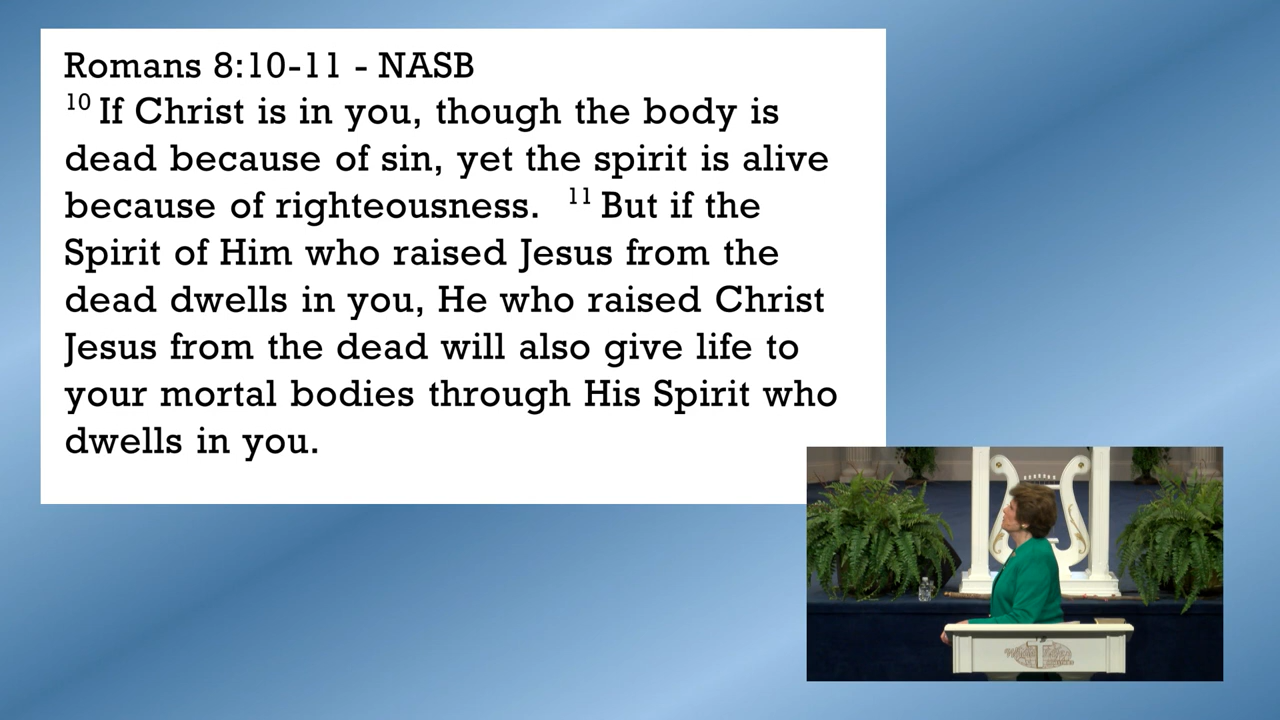 Romans 8:10-11 - NASB
10 If Christ is in you, though the body is
dead because of sin, yet the spirit is alive
because of righteousness. 11 But if the
Spirit of Him who raised Jesus from the
dead dwells in you, He who raised Christ
Jesus from the dead will also give life to
your mortal bodies through His Spirit who
dwells in you.